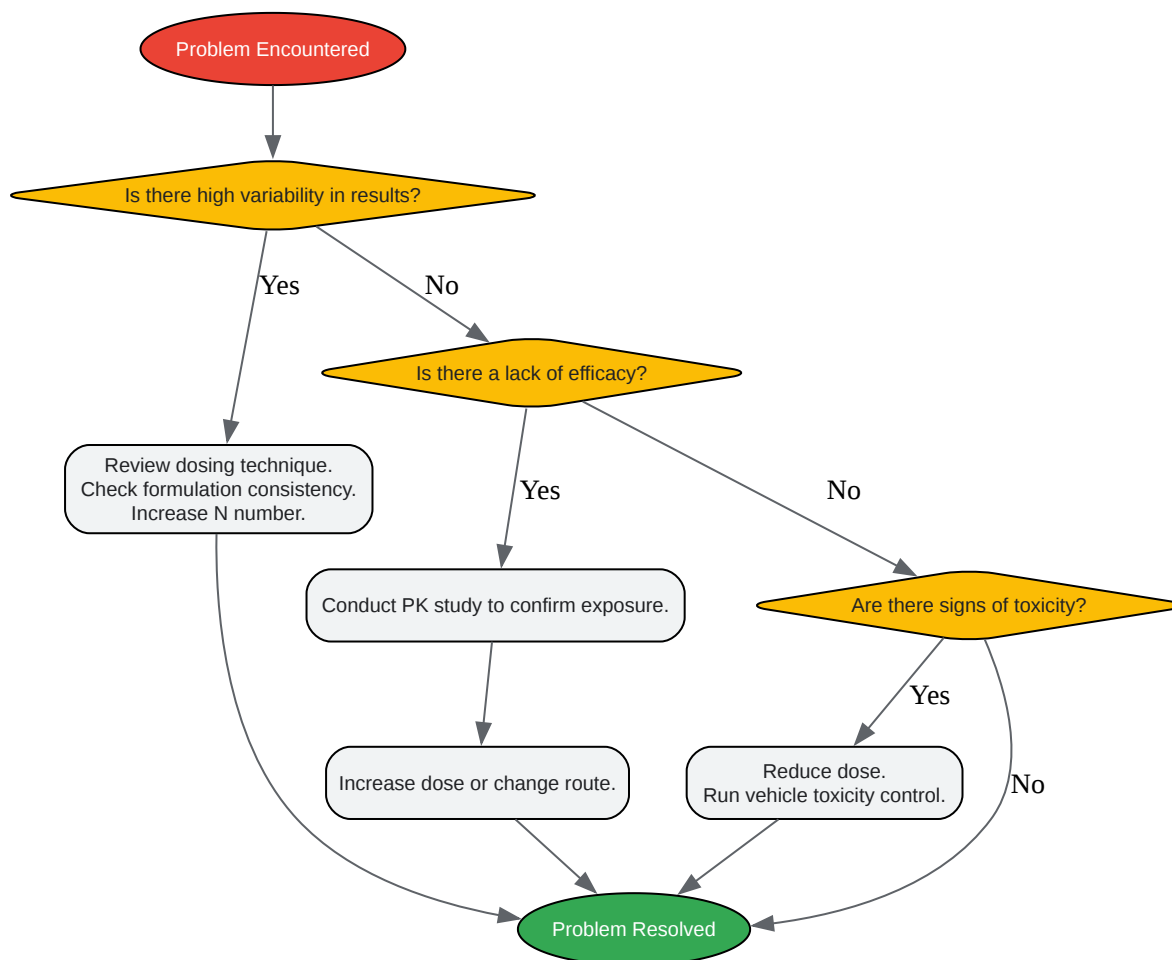 Problem Encountered
Is there high variability in results?
Yes
No
Is there a lack of efficacy?
Review dosing technique.
Check formulation consistency.
Increase N number.
Yes
No
Conduct PK study to confirm exposure.
Are there signs of toxicity?
Yes
Increase dose or change route.
Reduce dose.
Run vehicle toxicity control.
No
Problem Resolved